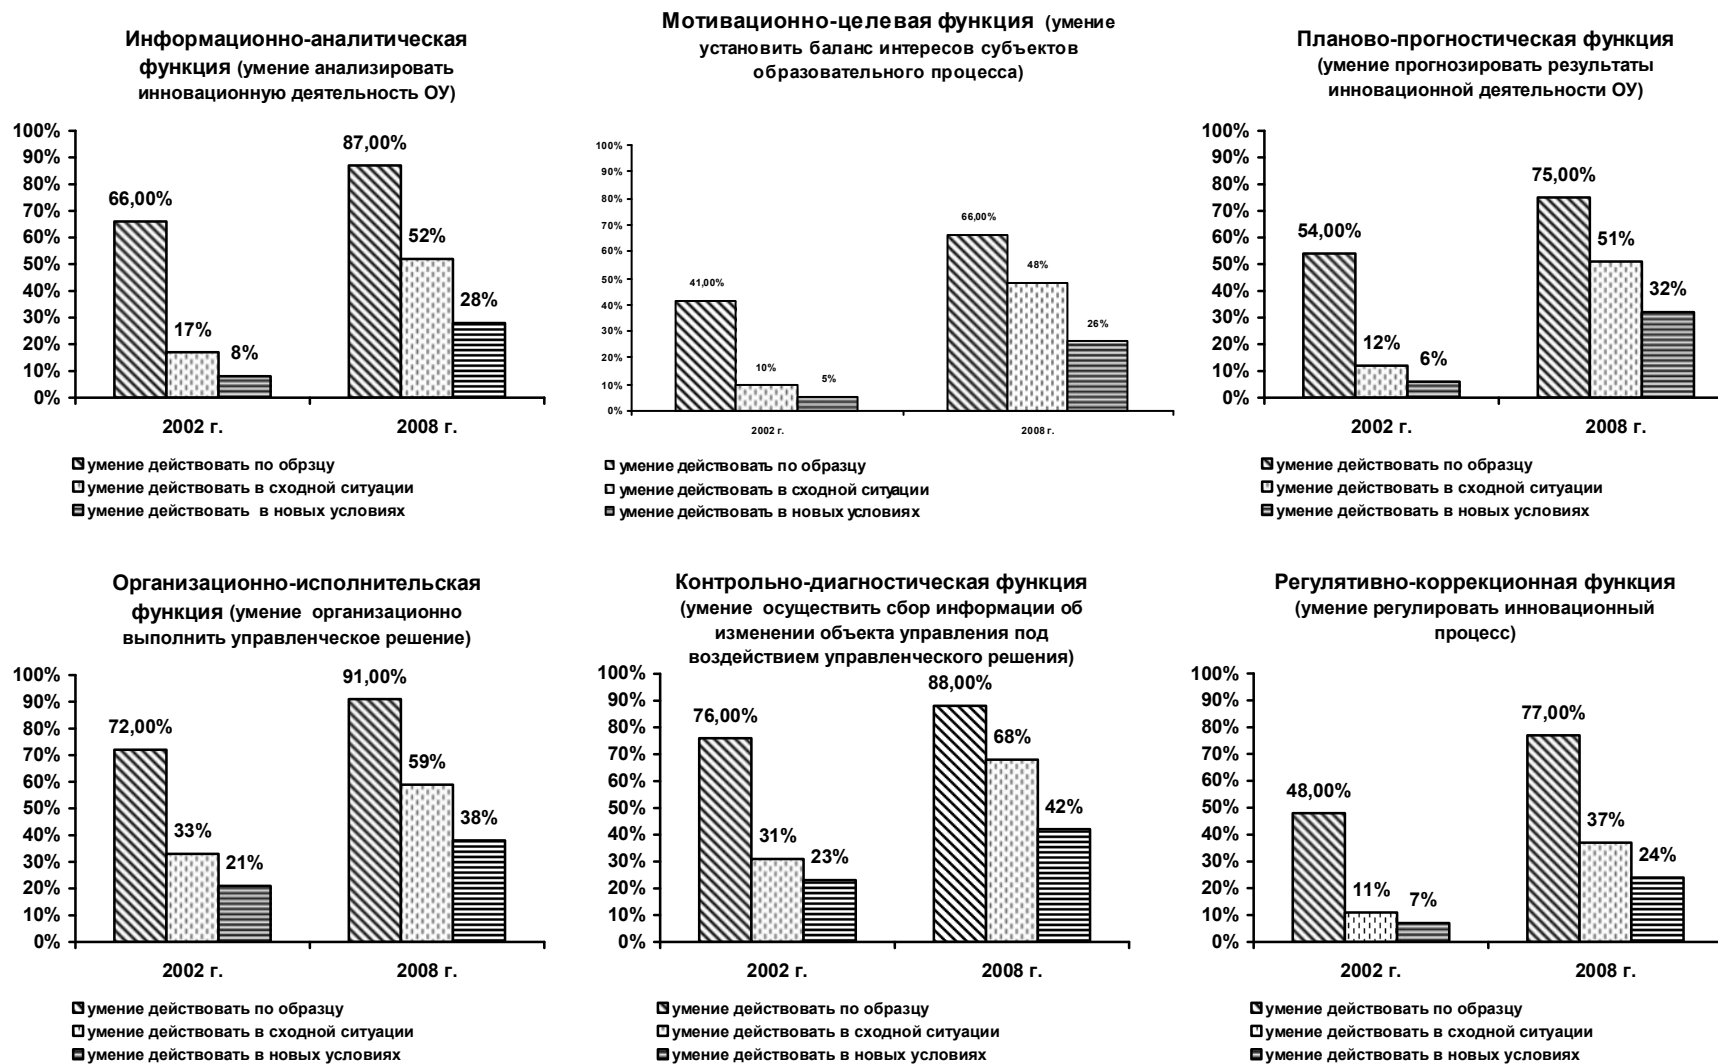 Информационно-аналитическая
функция (умение анализировать
инновационную деятельность ОУ)
100%
90%
80%
70%
60%
50%
40%
30%
20%
10%
0%
66,00%
17%
8%
87,00%
52%
28%
2002 г.
2008 г.
умение действовать по обрзцу
умение действовать в сходной ситуации
умение действовать в новых условиях
Мотивационно-целевая функция (умение
установить баланс интересов субъектов
образовательного процесса)
100%
90%
80%
70%
60%
50%
40%
30%
20%
10%
0%
41,00%
10%
5%
66,00%
48%
26%
2002 г.
2008 г.
умение действовать по образцу
умение действовать в сходной ситуации
умение действовать в новых условиях
Планово-прогностическая функция
(умение прогнозировать результаты
инновационной деятельности ОУ)
100%
90%
80%
70%
60%
50%
40%
30%
20%
10%
0%
54,00%
12%
6%
75,00%
51%
32%
2002 г.
2008 г.
умение действовать по образцу
умение действовать в сходной ситуации
умение действовать в новых условиях
Организационно-исполнительская
функция (умение организационно
выполнить управленческое решение)
100%
90%
80%
70%
60%
50%
40%
30%
20%
10%
0%
72,00%
33%
21%
91,00%
59%
38%
2002 г.
2008 г.
умение действовать по образцу
умение действовать в сходной ситуации
умение действовать в новых условиях
Контрольно-диагностическая функция
(умение осуществить сбор информации об
изменении объекта управления под
воздействием управленческого решения)
100%
90%
80%
70%
60%
50%
40%
30%
20%
10%
0%
76,00%
31%
23%
88,00%
68%
42%
2002 г.
2008 г.
умение действовать по образцу
умение действовать в сходной ситуации
умение действовать в новых условиях
Регулятивно-коррекционная функция
(умение регулировать инновационный
процесс)
100%
90%
80%
70%
60%
50%
40%
30%
20%
10%
0%
48,00%
11%
7%
77,00%
37%
24%
2002 г.
2008 г.
умение действовать по образцу
умение действовать в сходной ситуации
умение действовать в новых условиях